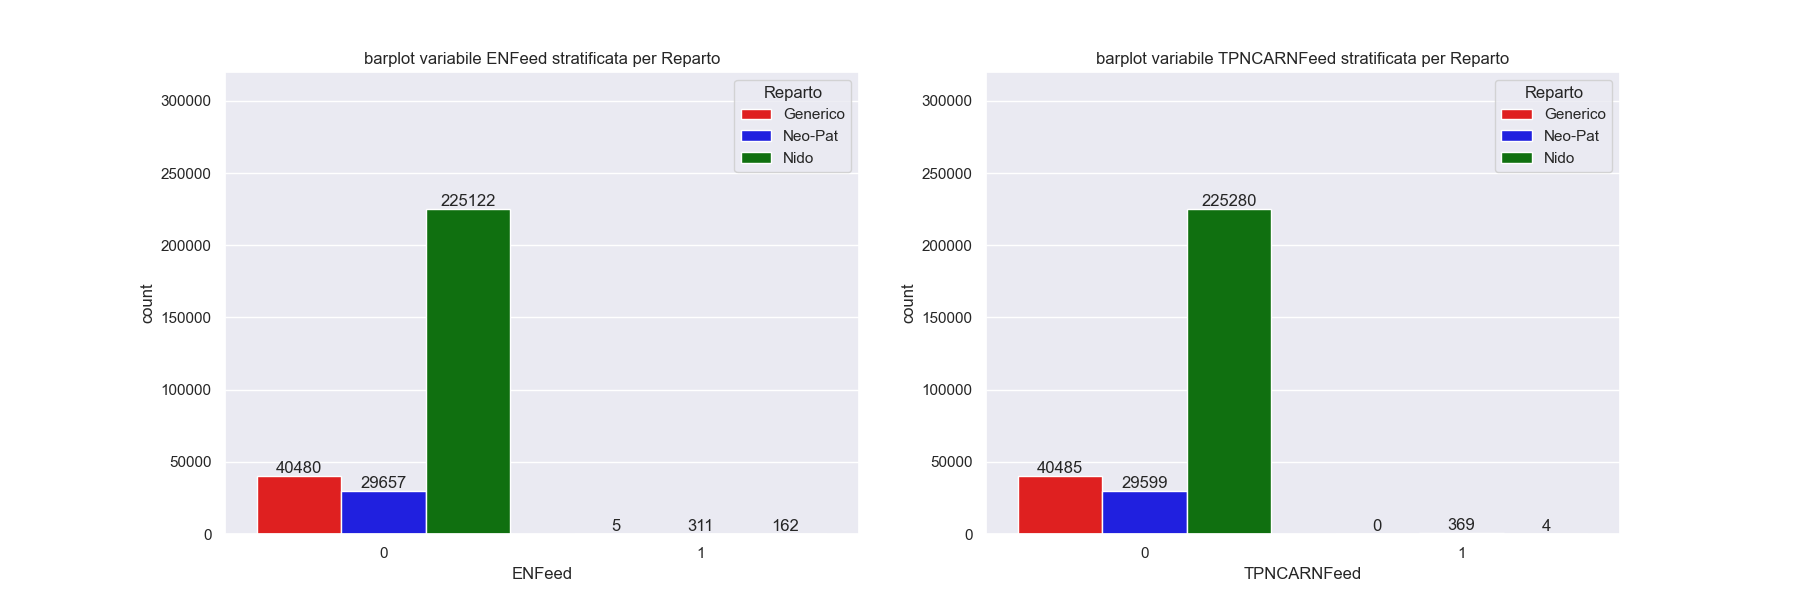 barplot variabile ENFeed stratificata per Reparto
300000
250000
200000
150000
100000
50000
0
count
Reparto
Generico
Neo-Pat
Nido
225122
40480
29657
5
311
162
0
1
ENFeed
barplot variabile TPNCARNFeed stratificata per Reparto
300000
250000
200000
150000
100000
50000
0
count
Reparto
Generico
Neo-Pat
Nido
225280
40485
29599
0
369
4
0
1
TPNCARNFeed